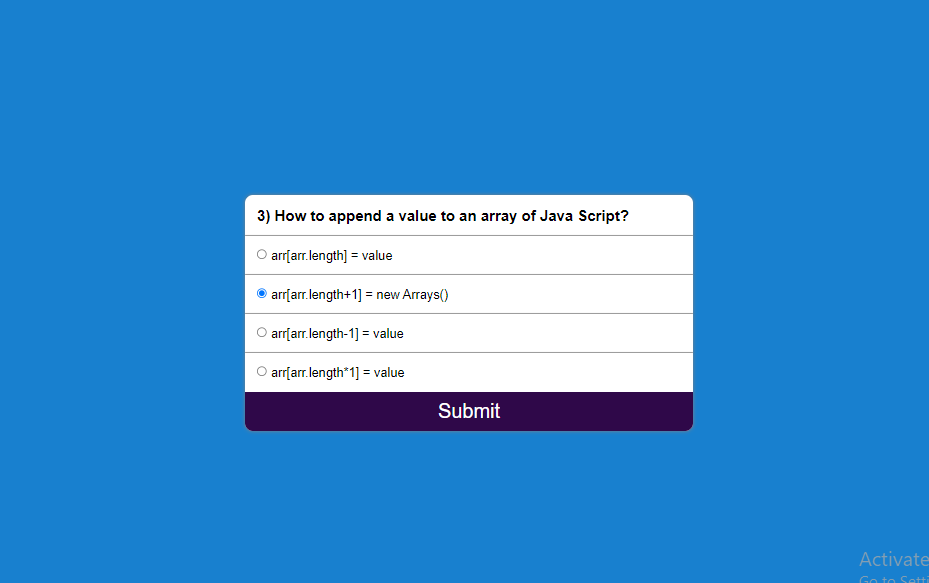 3) How to append a value to an array of Java Script?
arr[arr.length] = value
arr[arr.length+1] = new Arrays()
arr[arr.length-1] = value
arr[arr.length*1] = value
Submit
Activate
Go to Setti